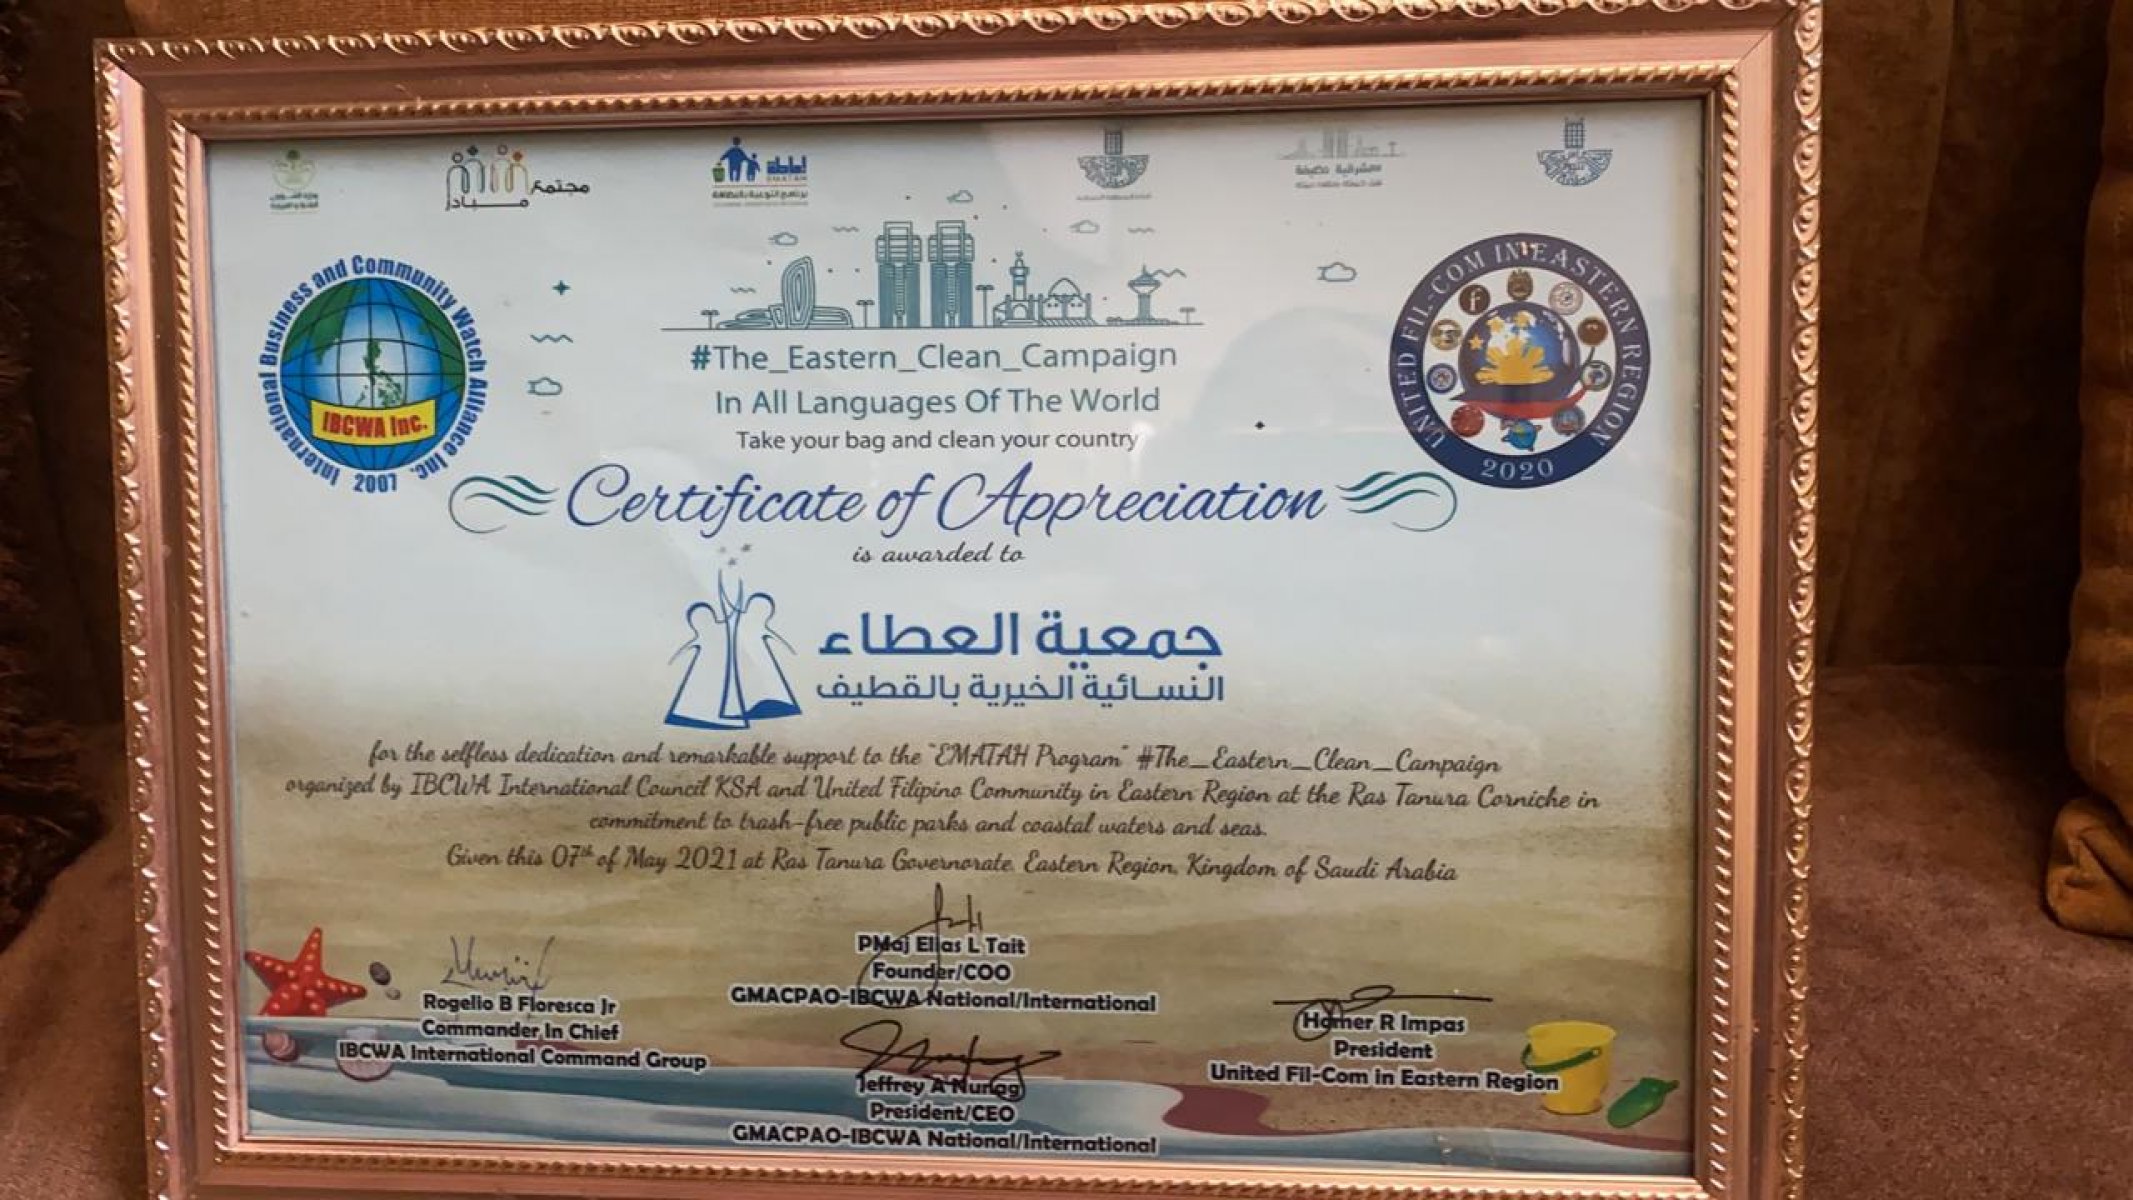 مجتمع
مبادر
إماطة
EMATAH
برنامج التوعية بالنظافة
International Business and Community Watch Alliance Inc.
IBCWA Inc.
2007
UNITED FIL-COM IN EASTERN REGION
2020
#The_Eastern_Clean_Campaign
In All Languages Of The World
Take your bag and clean your country
Certificate of Appreciation
is awarded to
جمعية العطاء
النسائية الخيرية بالقطيف
for the selfless dedication and remarkable support to the "EMATAH Program" #The_Eastern_Clean_Campaign
organized by IBCWA International Council KSA and United Filipino Community in Eastern Region at the Ras Tanura Corniche in
commitment to trash-free public parks and coastal waters and seas.
Given this 07th of May 2021 at Ras Tanura Governorate, Eastern Region, Kingdom of Saudi Arabia
PMaj Elias L Tait
Founder/COO
GMACPAO-IBCWA National/International
Rogelio B Floresca Jr
Commander In Chief
IBCWA International Command Group
Homer R Impas
President
United Fil-Com in Eastern Region
Jeffrey A Nunag
President/CEO
GMACPAO-IBCWA National/International